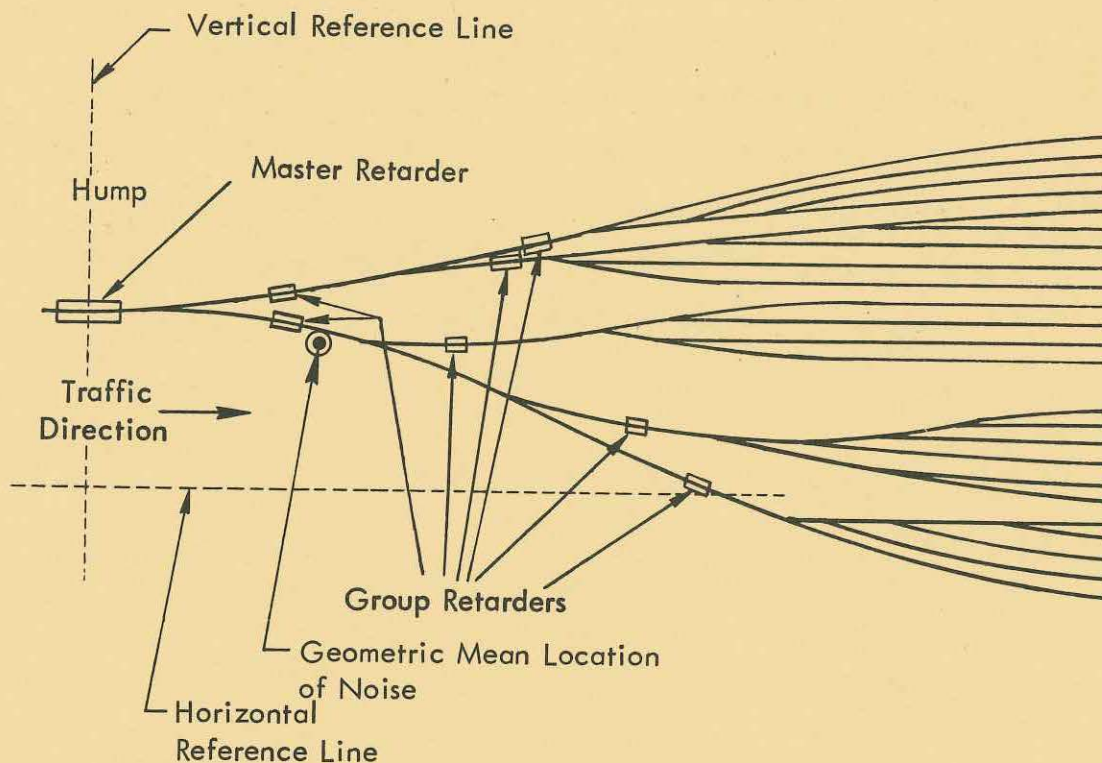 Vertical Reference Line
Master Retarder
Hump
Traffic
Direction
Group Retarders
Geometric Mean Location
of Noise
Horizontal
Reference Line